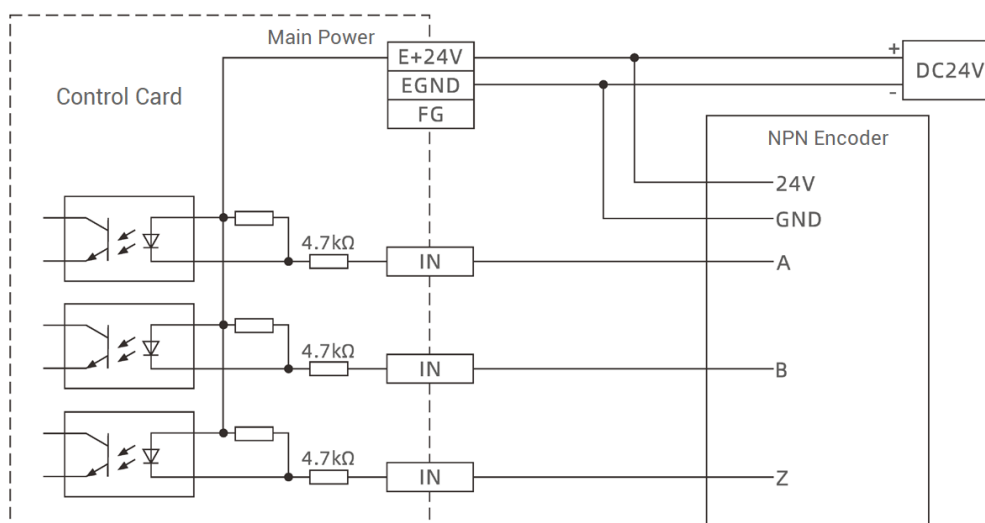 Main Power
E+24V
EGND
FG
+
-
DC24V
Control Card
NPN Encoder
24V
GND
4.7kΩ
IN
A
4.7kΩ
IN
B
4.7kΩ
IN
Z